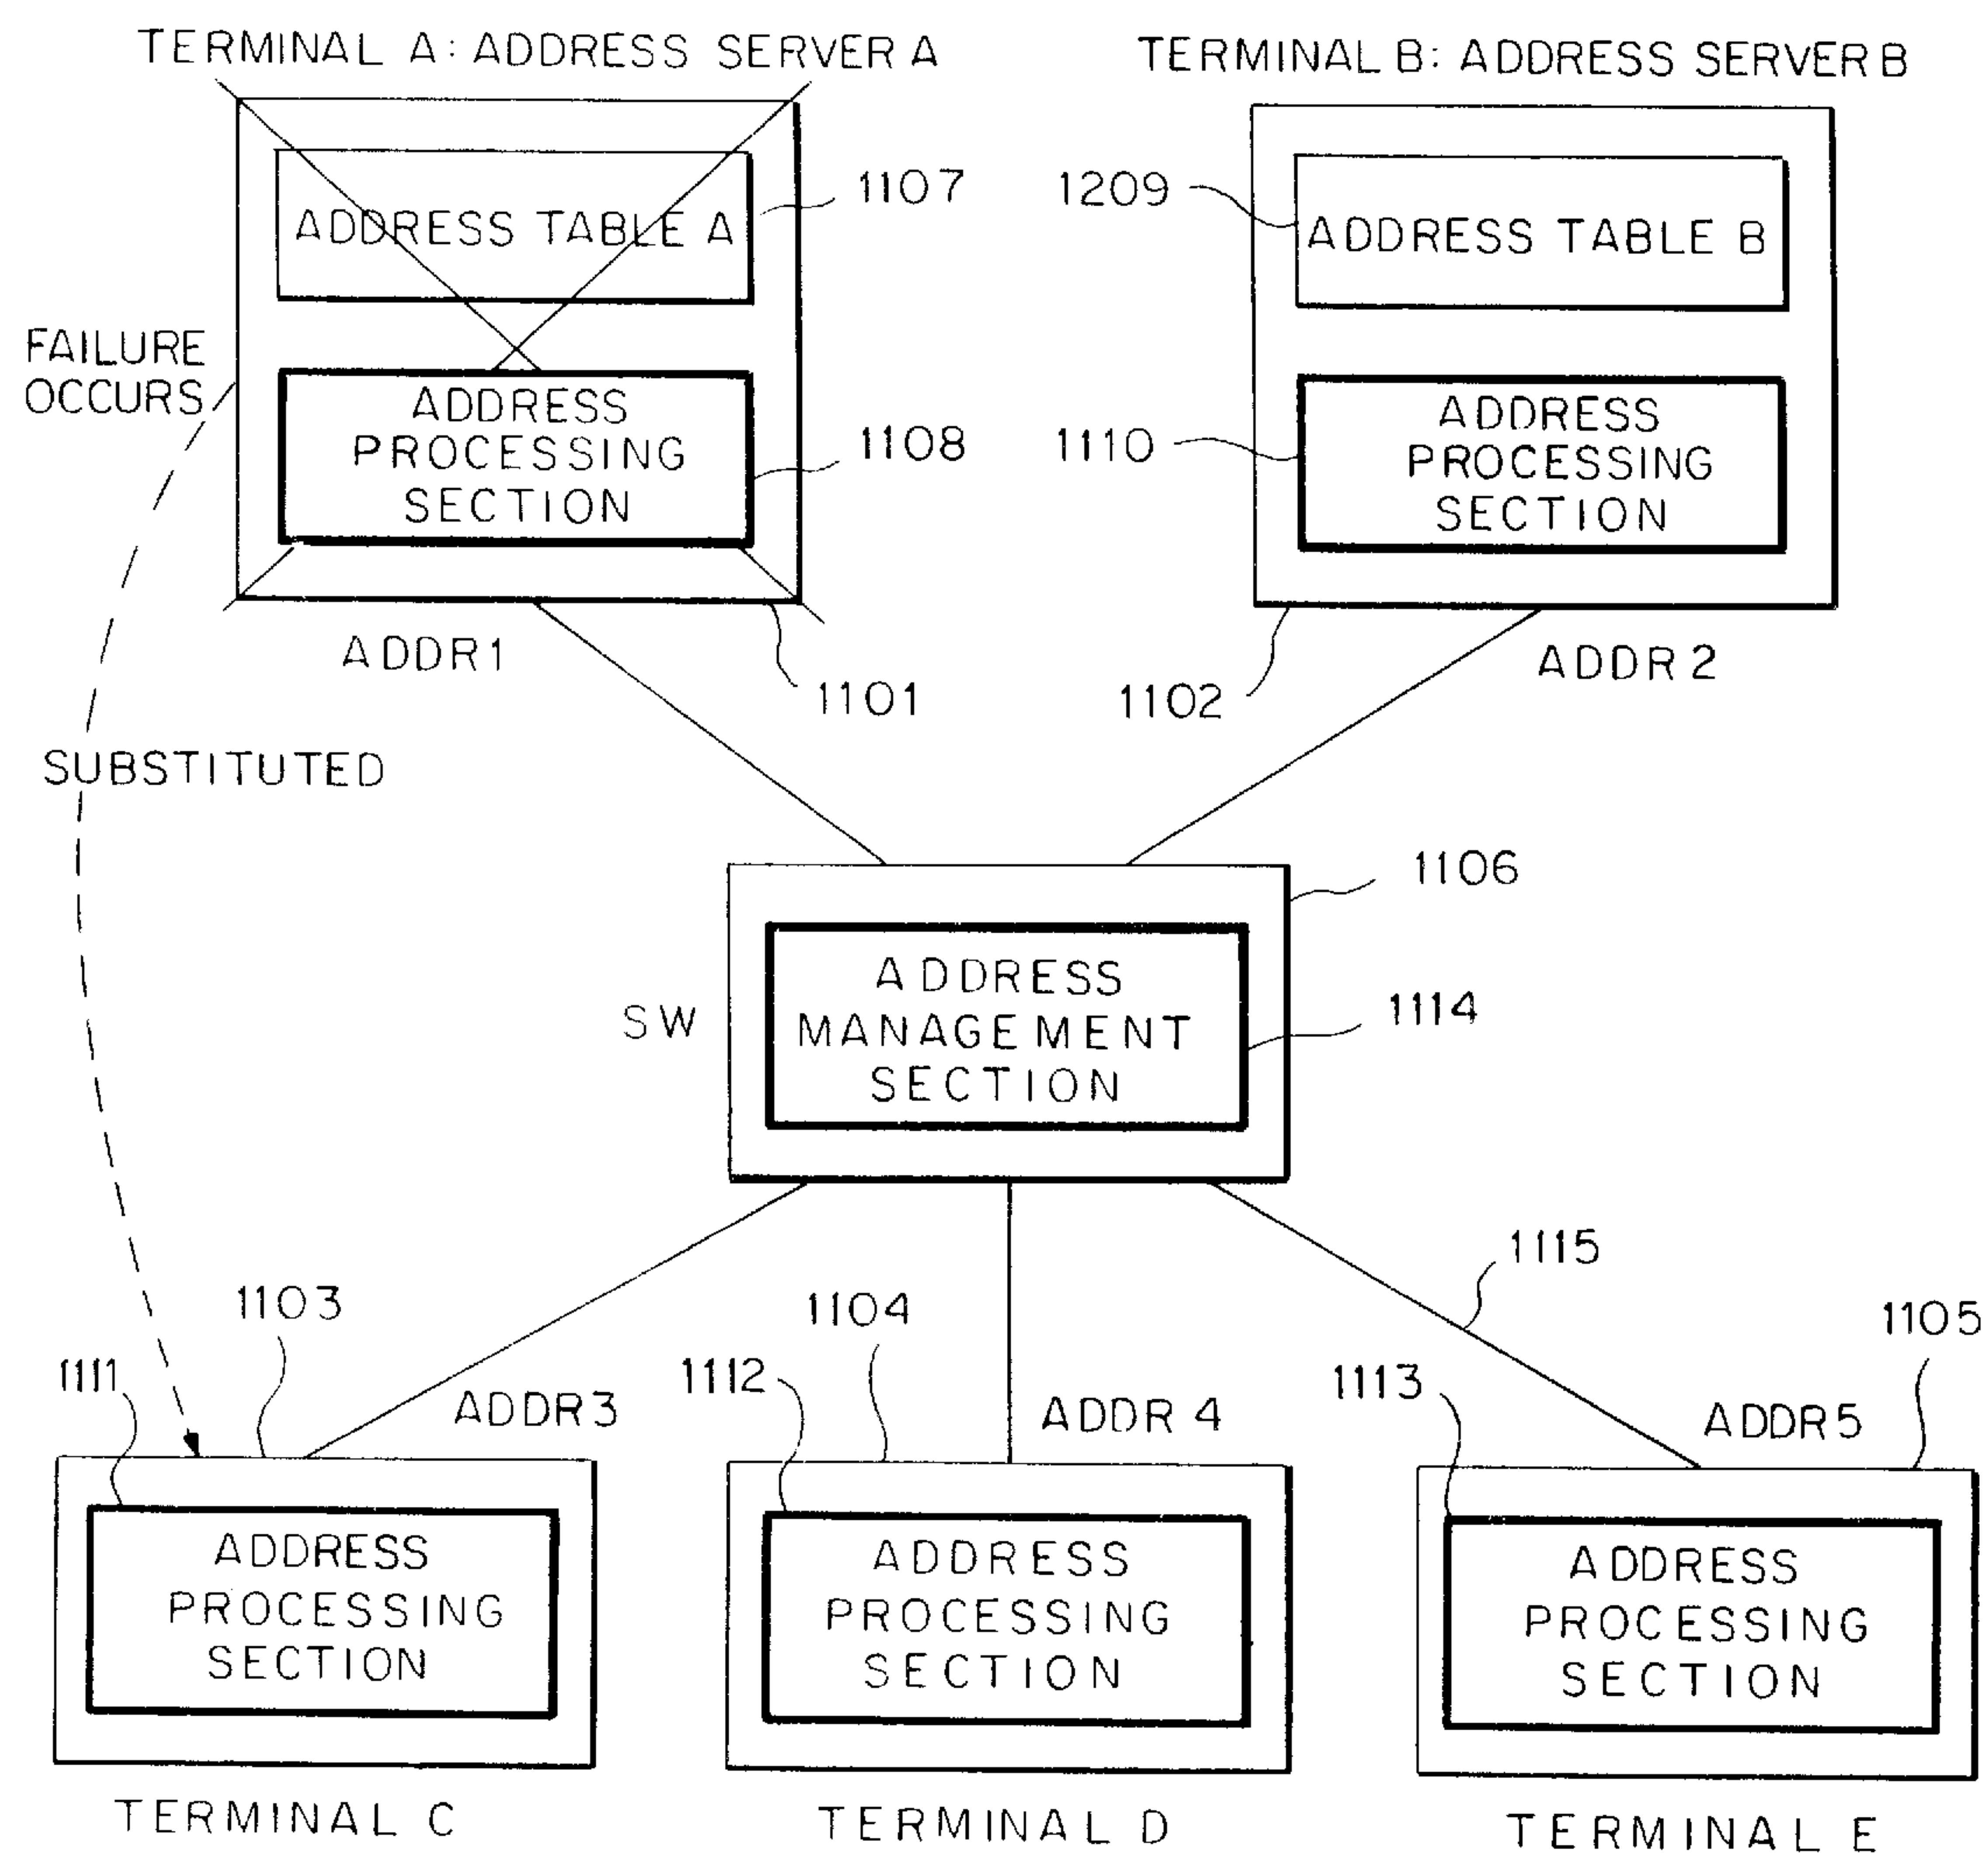 TERMINAL A: ADDRESS SERVER A
TERMINAL B: ADDRESS SERVER B
ADDRESS TABLE A
1107
1209
ADDRESS TABLE B
FAILURE
OCCURS
ADDRESS
PROCESSING
SECTION
1108
1110
ADDRESS
PROCESSING
SECTION
ADDR1
1101
1102
ADDR 2
SUBSTITUTED
1106
SW
ADDRESS
MANAGEMENT
SECTION
1114
1115
1103
1104
1105
1111
ADDR3
1112
ADDR 4
1113
ADDR5
ADDRESS
PROCESSING
SECTION
ADDRESS
PROCESSING
SECTION
ADDRESS
PROCESSING
SECTION
TERMINAL C
TERMINAL D
TERMINAL E